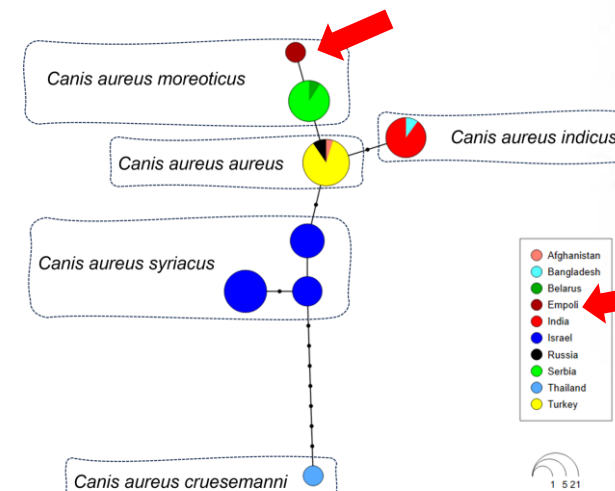 Canis aureus moreoticus
Canis aureus indicus
Canis aureus aureus
Canis aureus syriacus
Afghanistan
Bangladesh
Belarus
Empoli
India
Israel
Russia
Serbia
Thailand
Turkey
Canis aureus cruesemanni
1 5 21